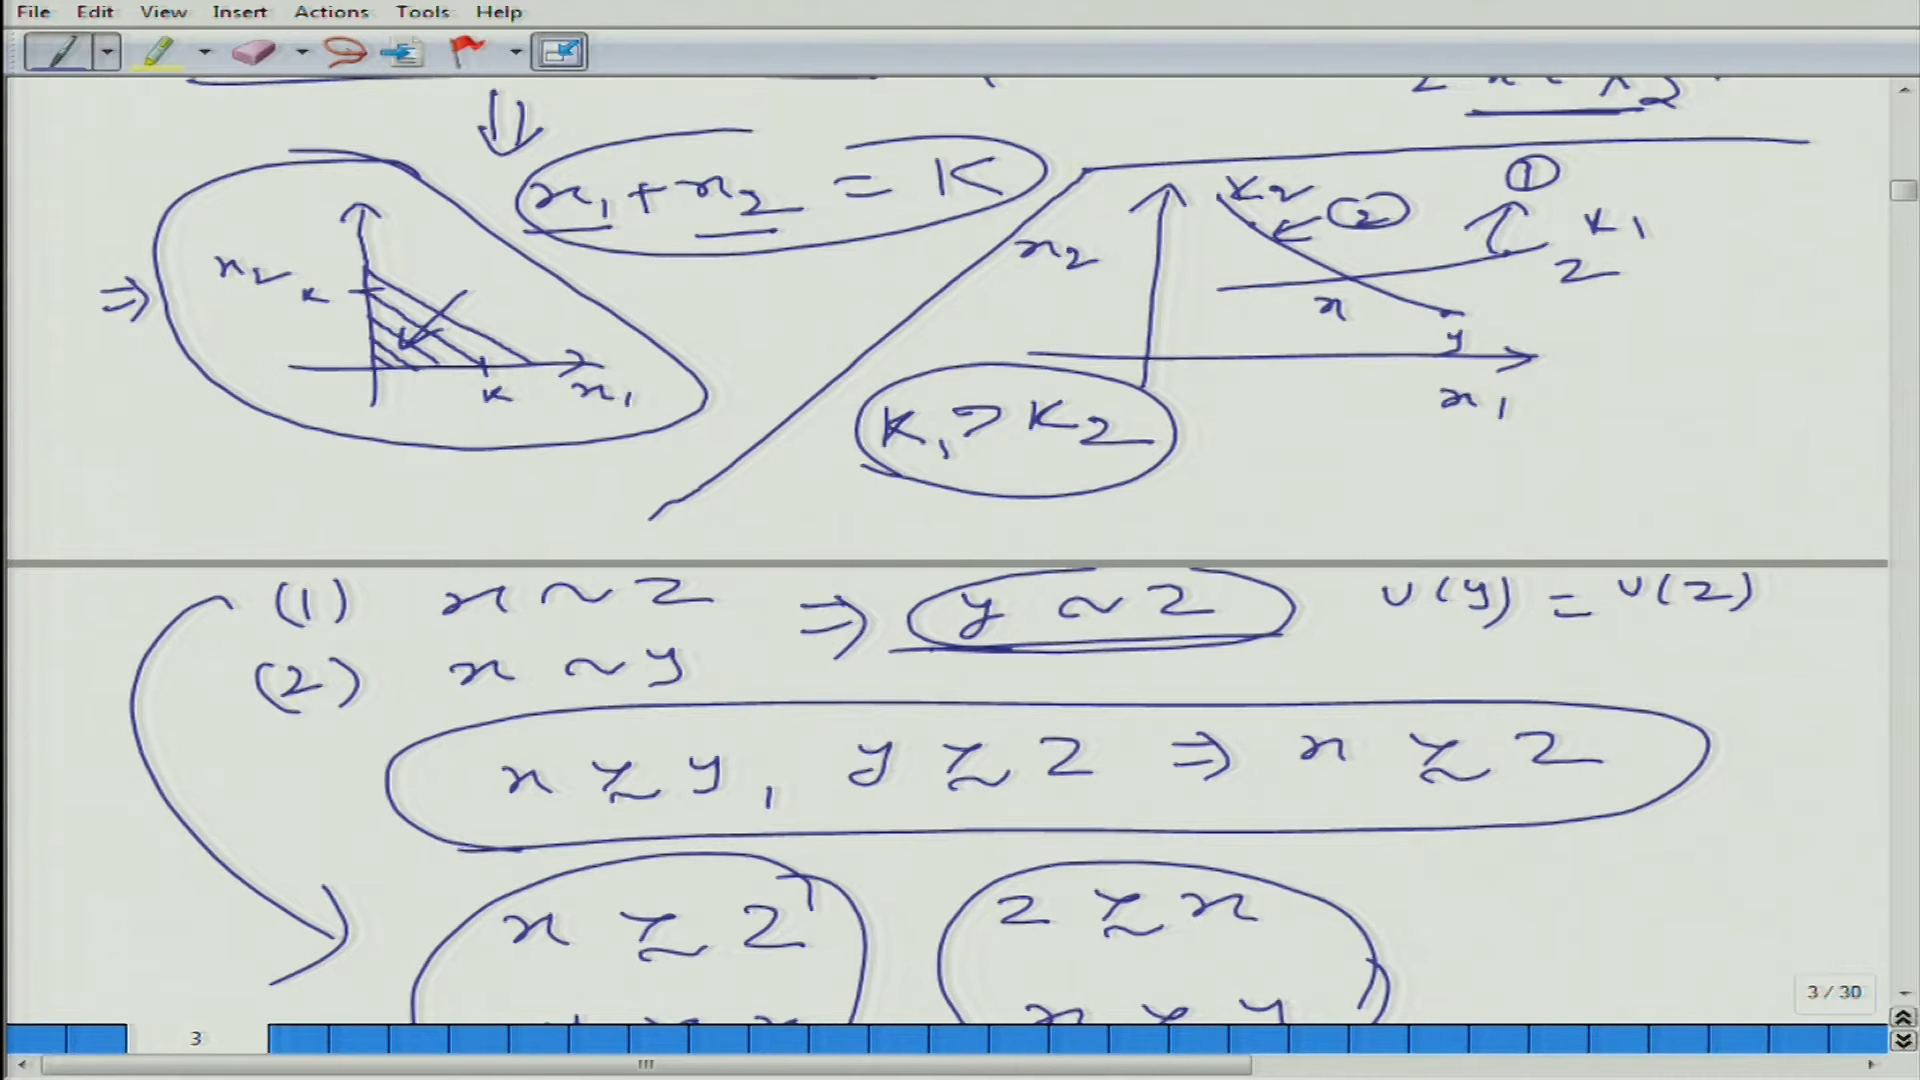 File Edit View Insert Actions Tools Help
x₁ + x₂ = K
x₂
K
K
x₁
x₂
K₂
②
①
K₁
z
x
y
x₁
K₁ > K₂
(1) x ~ z ⇒ y ~ z u(y) = u(z)
(2) x ~ y
x ≿ y, y ≿ z ⇒ x ≿ z
x ≿ z
z ≿ x
3 / 30
3